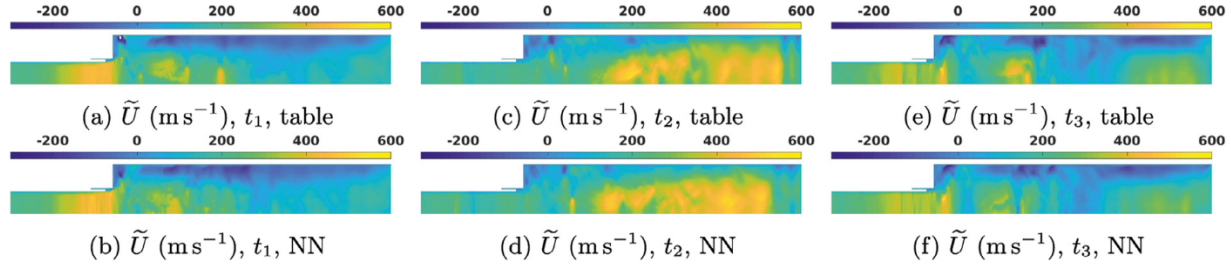 -200 0 200 400 600 -200 0 200 400 600 -200 0 200 400 600
(a) Ũ (m s⁻¹), t₁, table (c) Ũ (m s⁻¹), t₂, table (e) Ũ (m s⁻¹), t₃, table
-200 0 200 400 600 -200 0 200 400 600 -200 0 200 400 600
(b) Ũ (m s⁻¹), t₁, NN (d) Ũ (m s⁻¹), t₂, NN (f) Ũ (m s⁻¹), t₃, NN